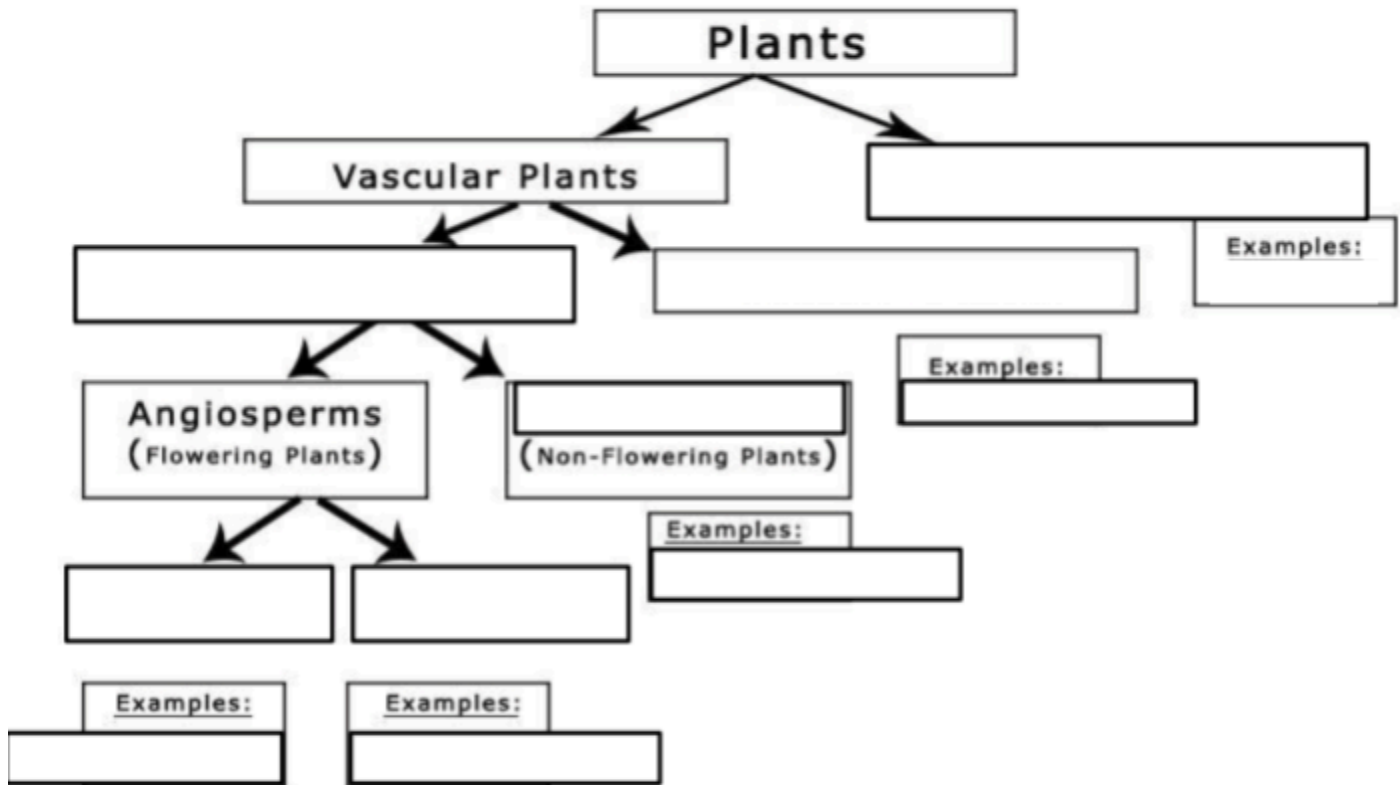 Plants
Vascular Plants
Examples:
Examples:
Angiosperms
(Flowering Plants)
(Non-Flowering Plants)
Examples:
Examples:
Examples: